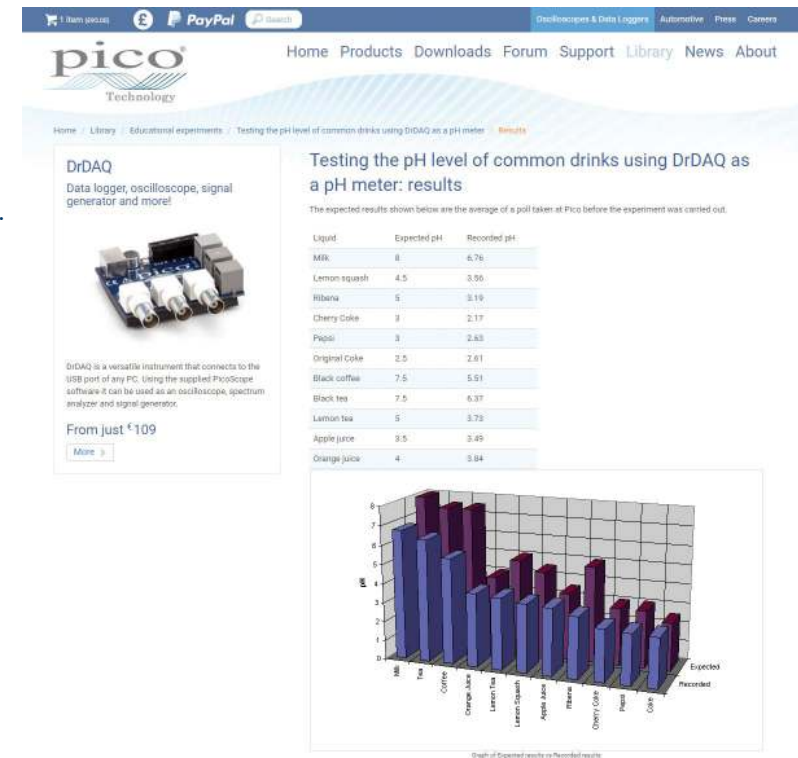 1 item
£ PayPal Search
Oscilloscopes & Data Loggers Automotive Press Careers
pico
Technology
Home Products Downloads Forum Support Library News About
Home / Library / Educational experiments / Testing the pH level of common drinks using DrDAQ as a pH meter / Results
DrDAQ
Data logger, oscilloscope, signal
generator and more!
pico
DrDAQ is a versatile instrument that connects to the
USB port of any PC. Using the supplied PicoScope
software it can be used as an oscilloscope, spectrum
analyzer and signal generator.
From just €109
More
Testing the pH level of common drinks using DrDAQ as
a pH meter: results
The expected results shown below are the average of a poll taken at Pico before the experiment was carried out.
Liquid Expected pH Recorded pH
Milk 8 6.76
Lemon squash 4.5 3.56
Ribena 5 3.19
Cherry Coke 3 2.17
Pepsi 3 2.63
Original Coke 2.5 2.61
Black coffee 7.5 5.51
Black tea 7.5 6.37
Lemon tea 5 3.73
Apple juice 3.5 3.49
Orange juice 4 3.84
8
7
6
5
4
3
2
1
0
pH
Milk
Tea
Coffee
Orange Juice
Lemon Tea
Lemon Squash
Apple Juice
Ribena
Cherry Coke
Pepsi
Coke
Expected
Recorded
Graph of Expected results vs Recorded results